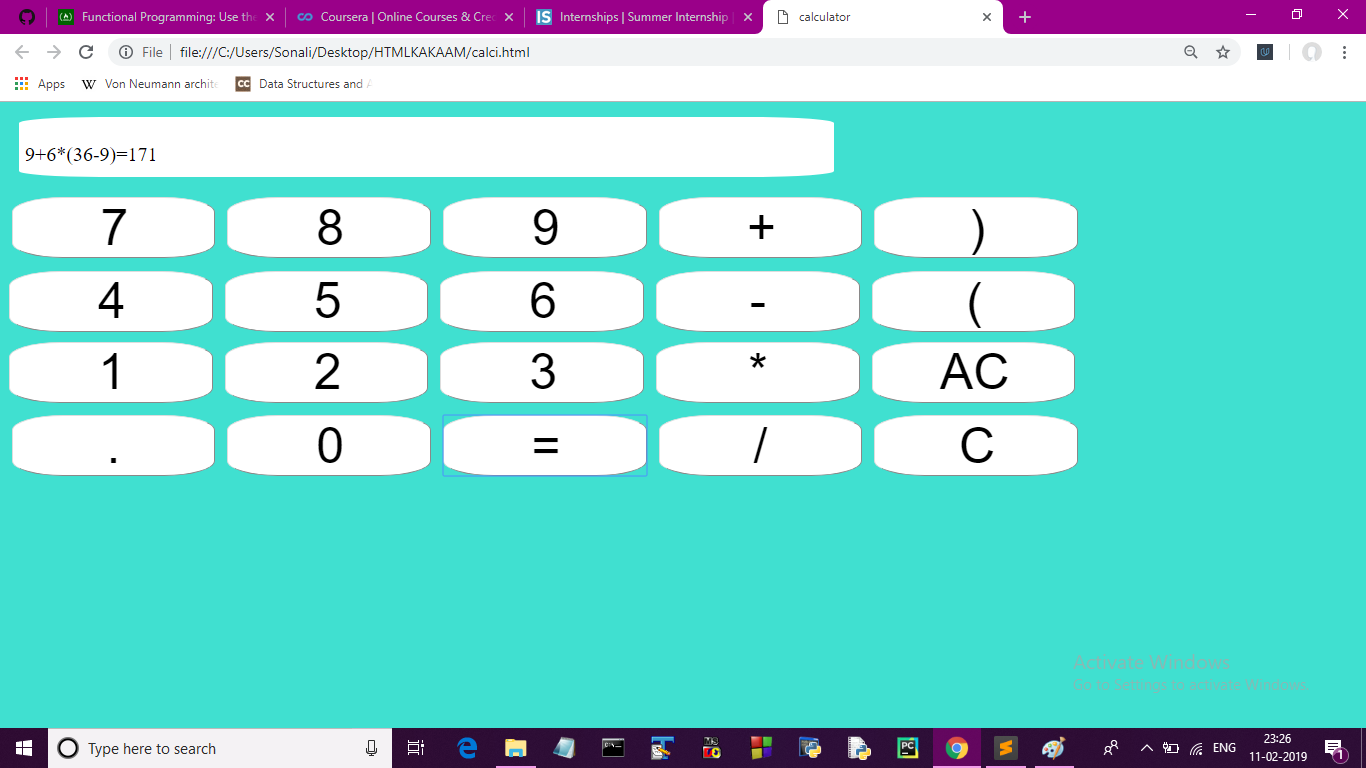 Functional Programming: Use the
Coursera | Online Courses & Cred
Internships | Summer Internship |
calculator
File
file:///C:/Users/Sonali/Desktop/HTMLKAKAAM/calci.html
Apps
W
Von Neumann archite
CC
Data Structures and A
9+6*(36-9)=171
7 8 9 + )
4 5 6 - (
1 2 3 * AC
. 0 = / C
Activate Windows
Go to Settings to activate Windows.
Type here to search
ENG
23:26
11-02-2019
1